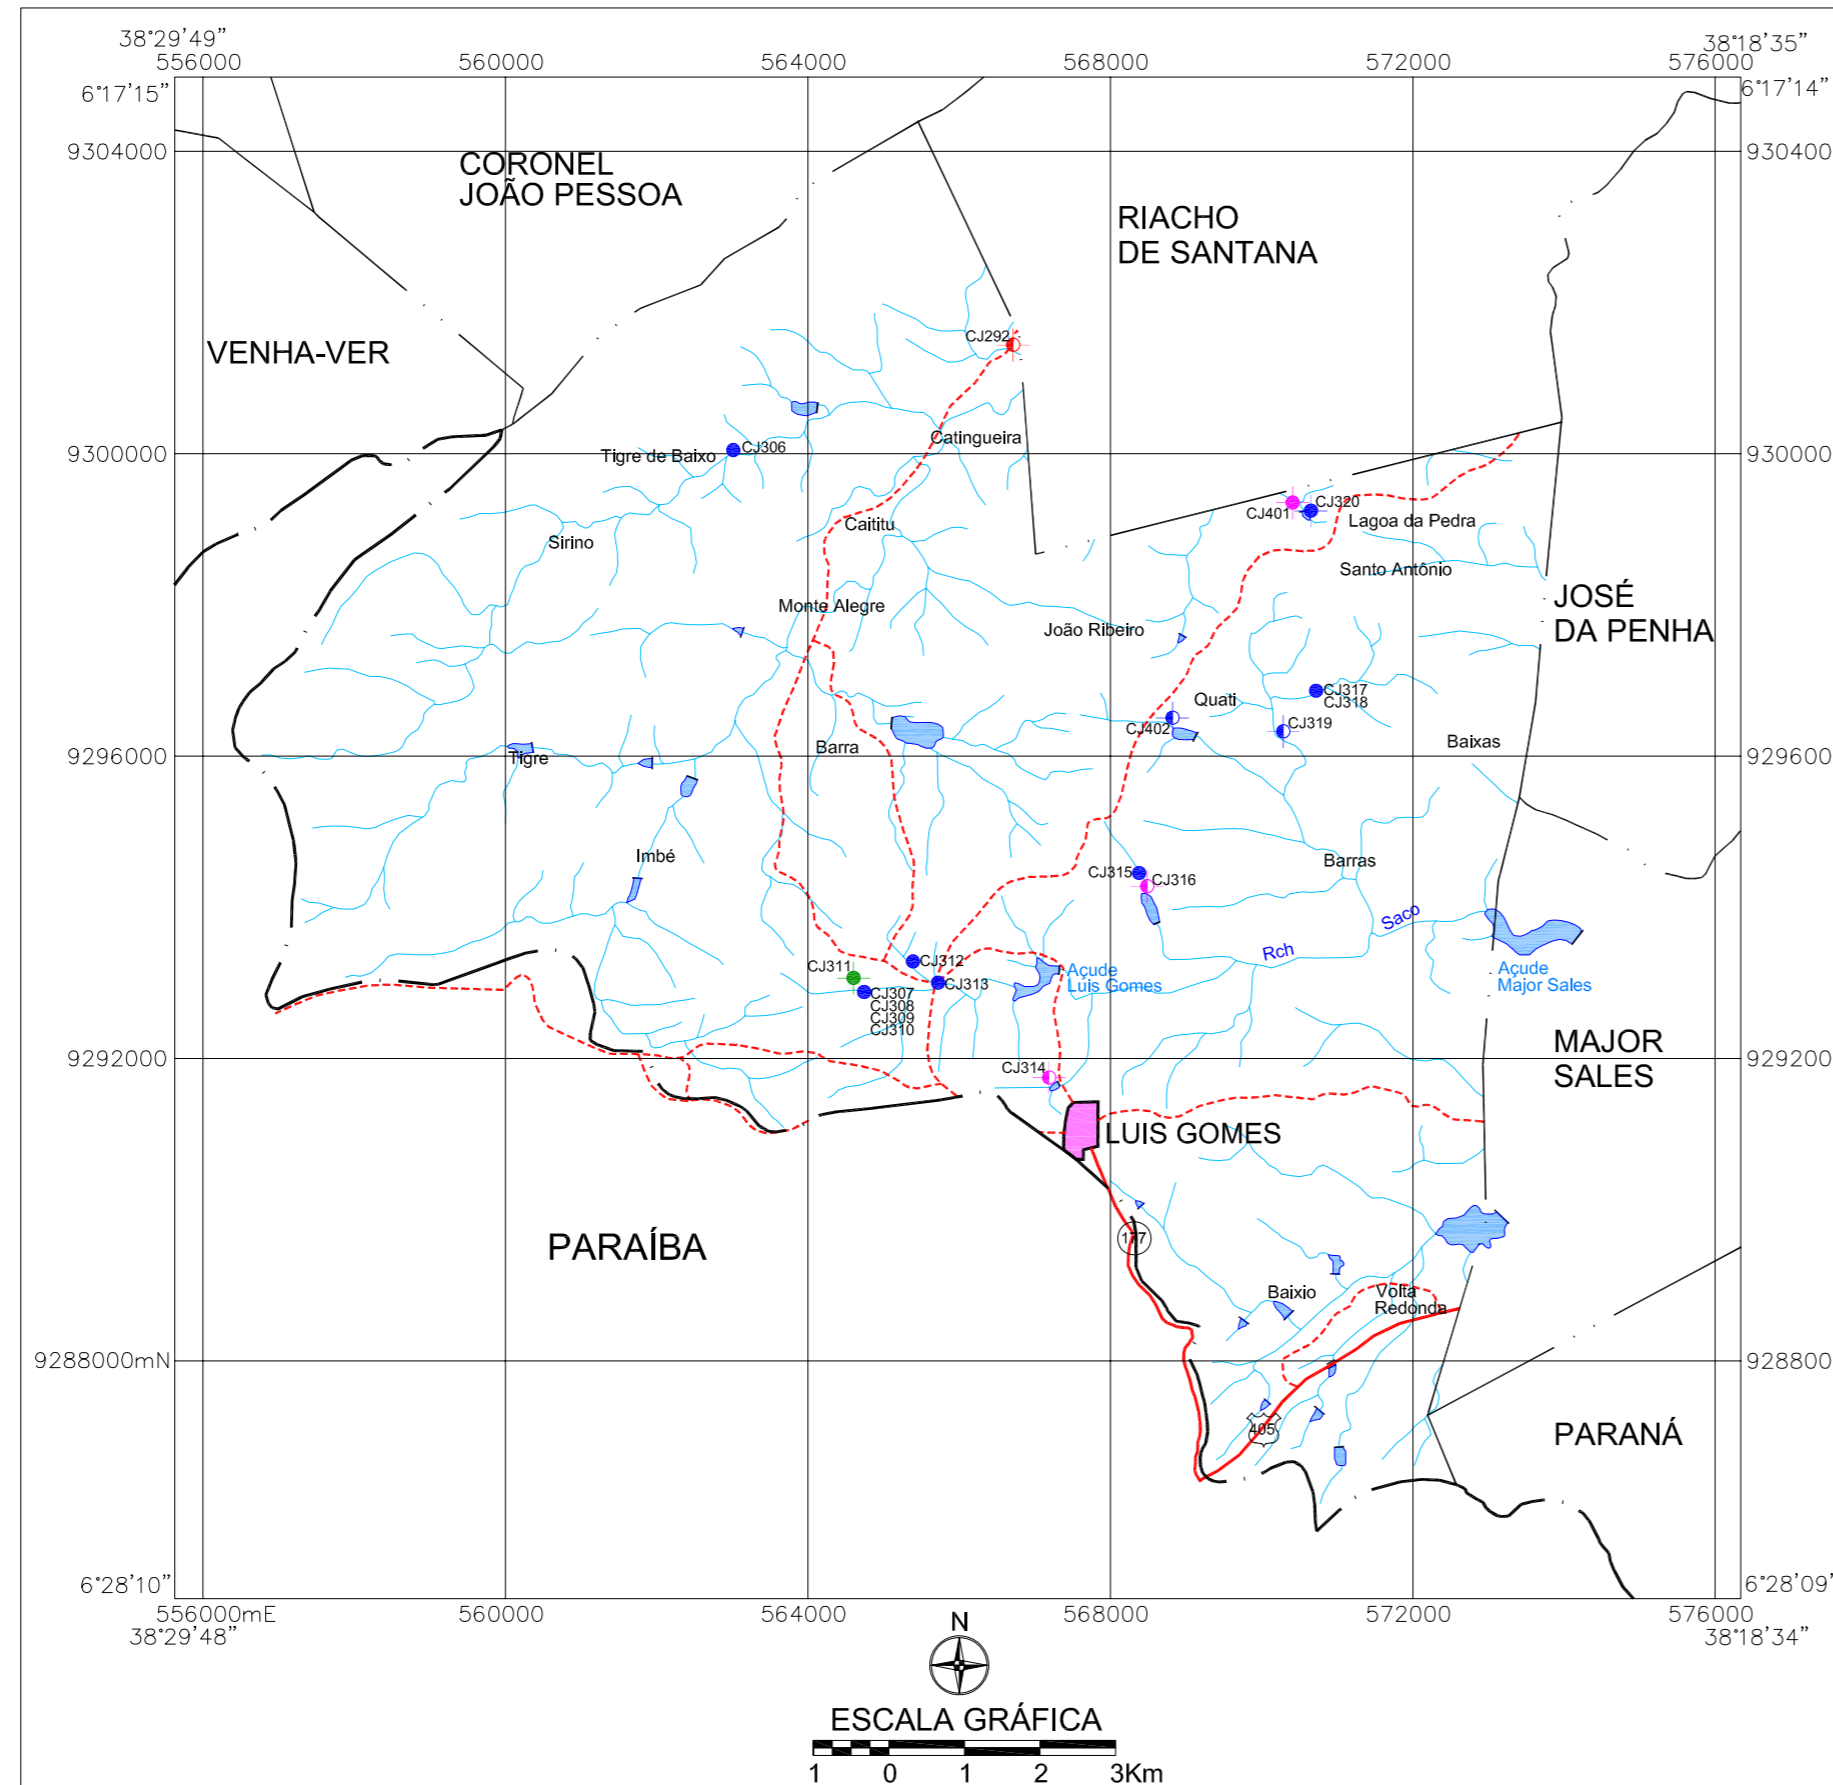 38°29'49"
38°18'35"
556000
560000
564000
568000
572000
576000
6°17'15"
6°17'14"
9304000
930400
CORONEL
JOÃO PESSOA
RIACHO
DE SANTANA
VENHA-VER
CJ292
Catingueira
Tigre de Baixo
CJ306
9300000
930000
CJ320
CJ401
Lagoa da Pedra
Caititu
Sirino
Santo Antônio
JOSÉ
DA PENHA
Monte Alegre
João Ribeiro
CJ317
CJ318
Quati
CJ402
CJ319
Baixas
Barra
9296000
929600
Tigre
Imbé
Barras
CJ315
CJ316
Saco
Rch
CJ312
CJ311
CJ313
CJ307
CJ308
CJ309
CJ310
Açude
Luis Gomes
Açude
Major Sales
MAJOR
SALES
9292000
929200
CJ314
LUIS GOMES
PARAÍBA
177
Baixio
Volta
Redonda
9288000mN
928800
405
PARANÁ
6°28'10"
6°28'09'
556000mE
560000
564000
568000
572000
576000
38°29'48"
38°18'34"
N
ESCALA GRÁFICA
1 0 1 2 3Km